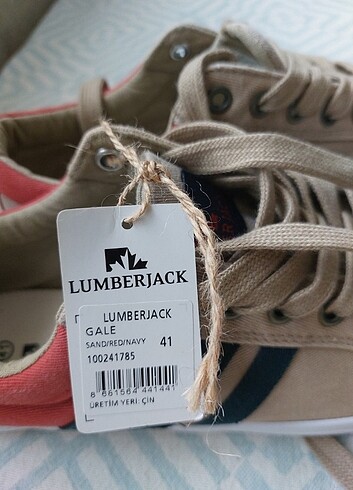 LUMBERJACK
LUMBERJACK
GALE
SAND/RED/NAVY 41
100241785
8 681564 441441
ÜRETİM YERİ ÇİN